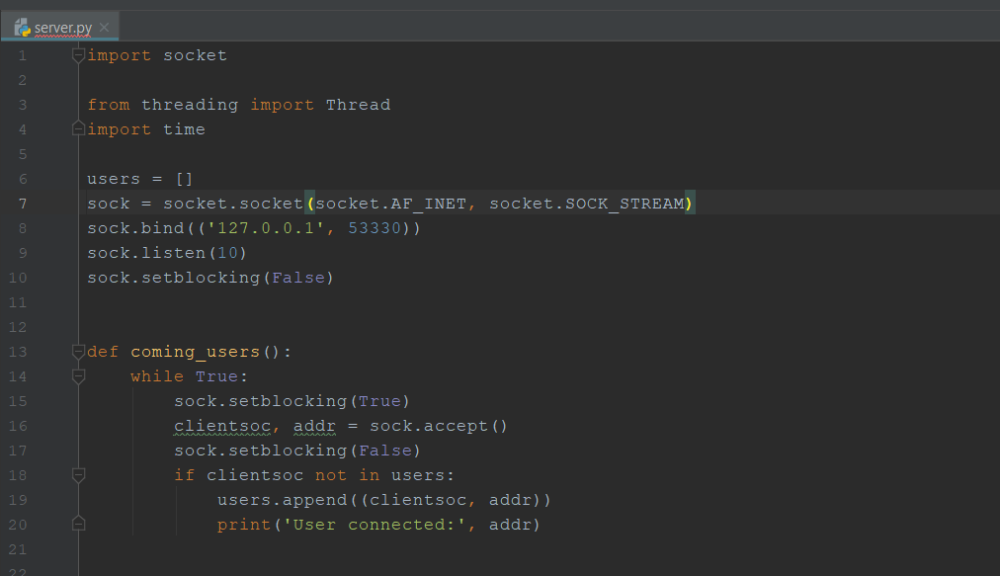 server.py
1 import socket
2
3 from threading import Thread
4 import time
5
6 users = []
7 sock = socket.socket(socket.AF_INET, socket.SOCK_STREAM)
8 sock.bind(('127.0.0.1', 53330))
9 sock.listen(10)
10 sock.setblocking(False)
11
12
13 def coming_users():
14     while True:
15         sock.setblocking(True)
16         clientsoc, addr = sock.accept()
17         sock.setblocking(False)
18         if clientsoc not in users:
19             users.append((clientsoc, addr))
20             print('User connected:', addr)
21
22